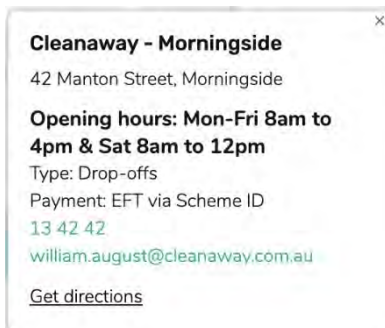 ×
Cleanaway - Morningside
42 Manton Street, Morningside
Opening hours: Mon-Fri 8am to
4pm & Sat 8am to 12pm
Type: Drop-offs
Payment: EFT via Scheme ID
13 42 42
william.august@cleanaway.com.au
Get directions